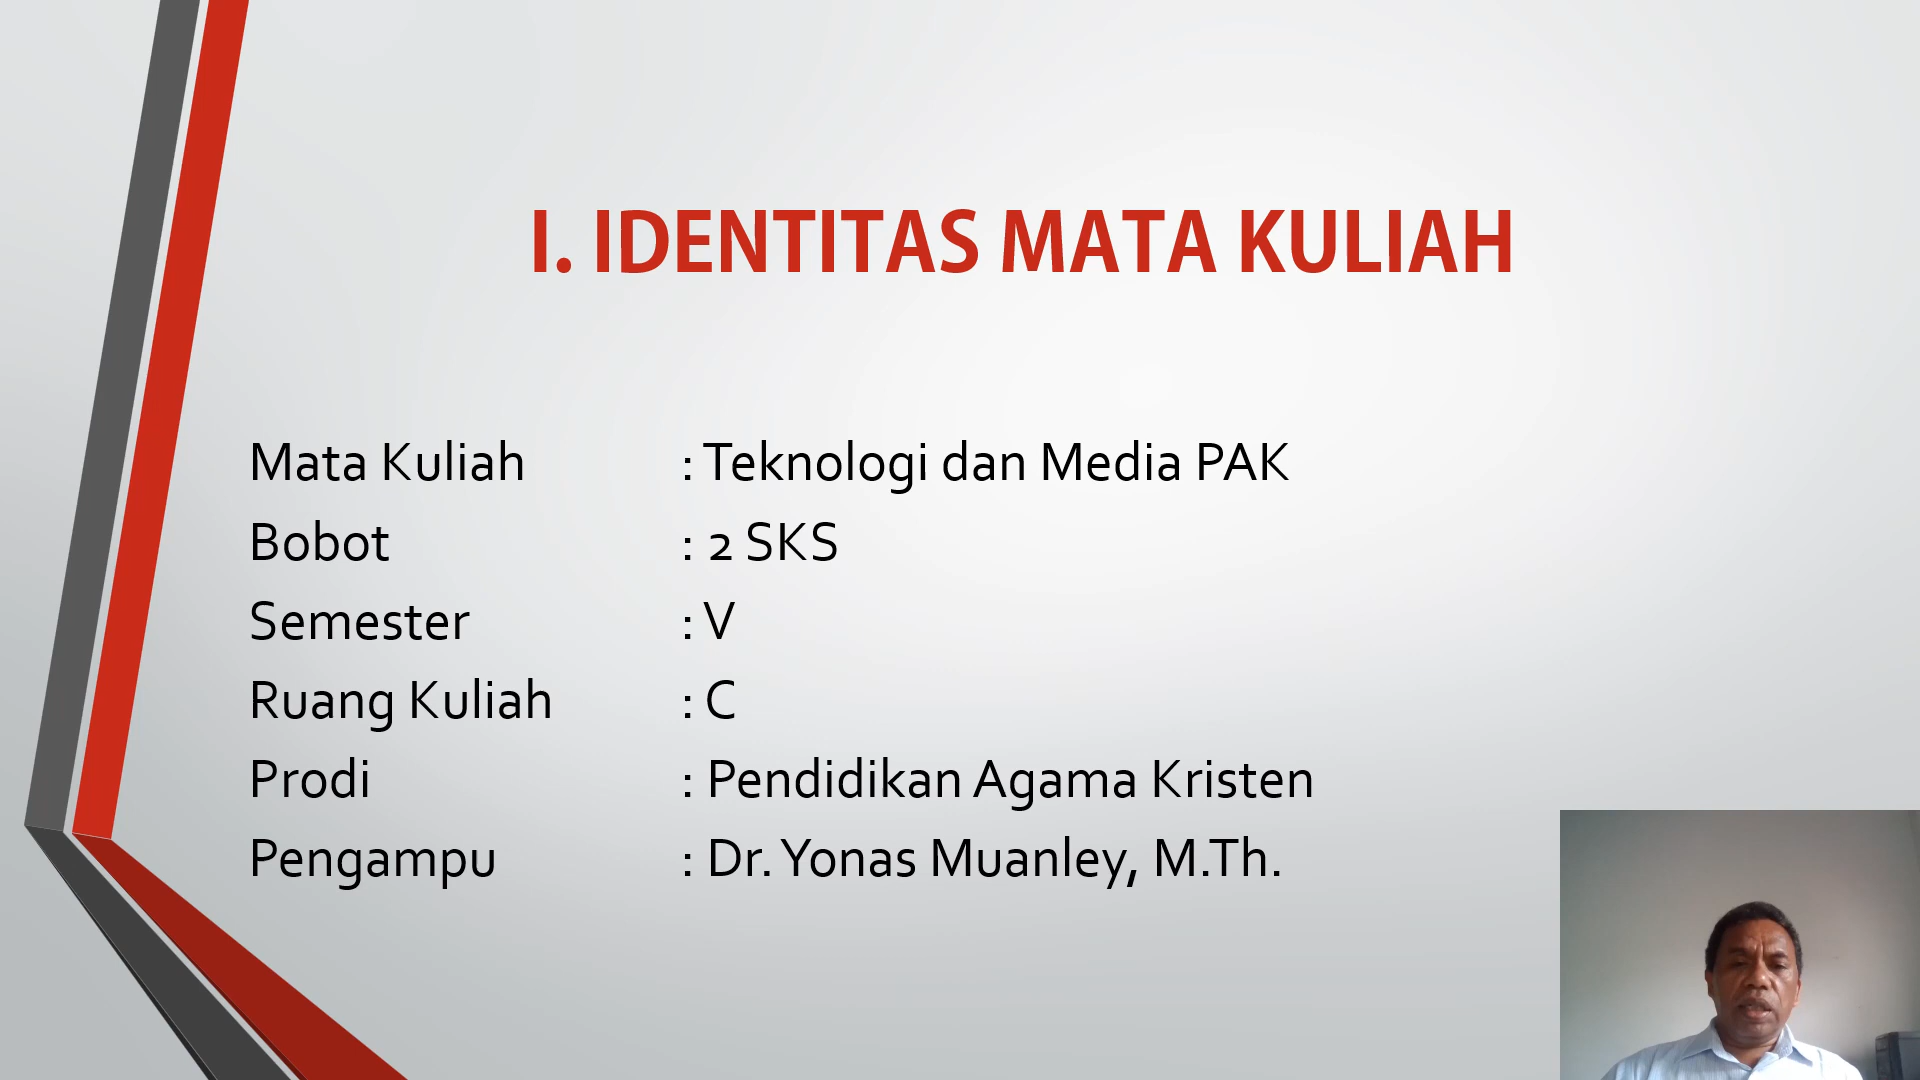 I. IDENTITAS MATA KULIAH
Mata Kuliah : Teknologi dan Media PAK
Bobot : 2 SKS
Semester : V
Ruang Kuliah : C
Prodi : Pendidikan Agama Kristen
Pengampu : Dr. Yonas Muanley, M.Th.